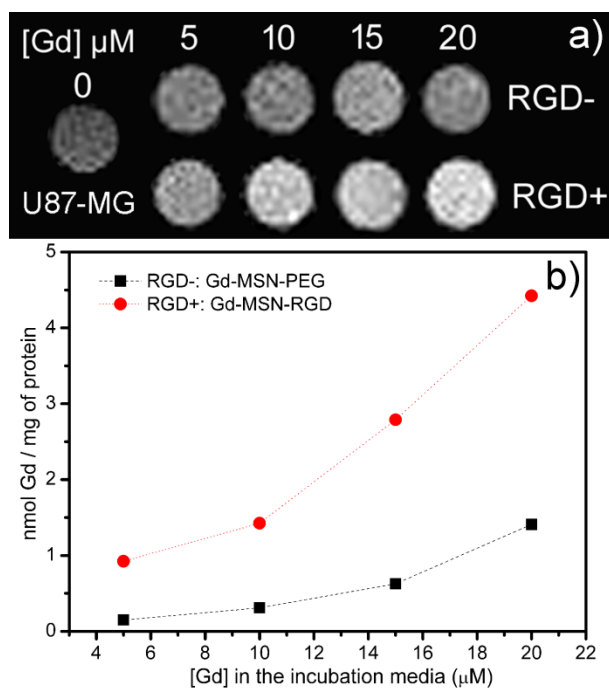 [Gd] µM 5 10 15 20 a)
0
RGD-
U87-MG
RGD+
b)
RGD-: Gd-MSN-PEG
RGD+: Gd-MSN-RGD
nmol Gd / mg of protein
5
4
3
2
1
0
4 6 8 10 12 14 16 18 20 22
[Gd] in the incubation media (µM)